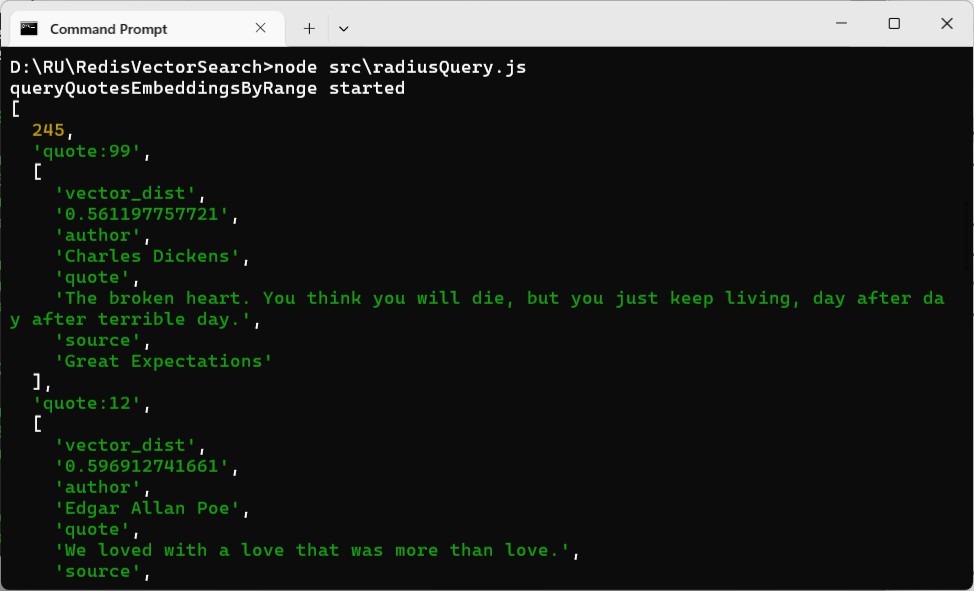 Command Prompt
D:\RU\RedisVectorSearch>node src\radiusQuery.js
queryQuotesEmbeddingsByRange started
[
  245,
  'quote:99',
  [
    'vector_dist',
    '0.561197757721',
    'author',
    'Charles Dickens',
    'quote',
    'The broken heart. You think you will die, but you just keep living, day after da
y after terrible day.',
    'source',
    'Great Expectations'
  ],
  'quote:12',
  [
    'vector_dist',
    '0.596912741661',
    'author',
    'Edgar Allan Poe',
    'quote',
    'We loved with a love that was more than love.',
    'source',